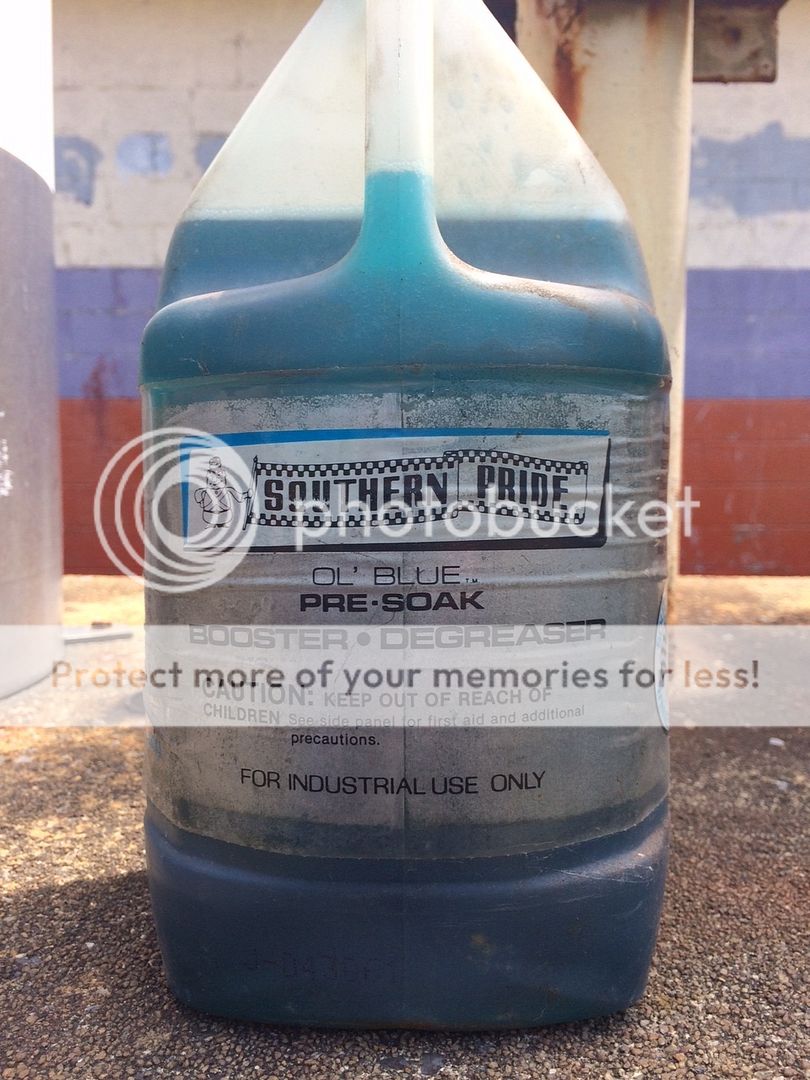 SOUTHERN PRIDE
photobucket
OL' BLUE™
PRE-SOAK
BOOSTER • DEGREASER
Protect more of your memories for less!
CAUTION: KEEP OUT OF REACH OF
CHILDREN See side panel for first aid and additional
precautions.
FOR INDUSTRIAL USE ONLY